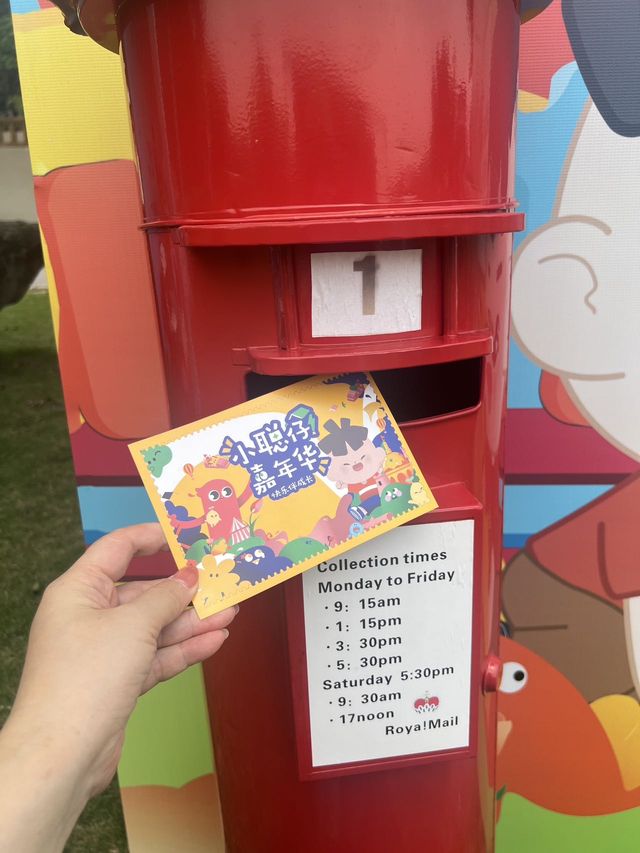 1
小聪仔
嘉年华
快乐伴成长
Collection times
Monday to Friday
· 9: 15am
· 1: 15pm
· 3: 30pm
· 5: 30pm
Saturday 5:30pm
· 9: 30am
· 17noon
Roya!Mail